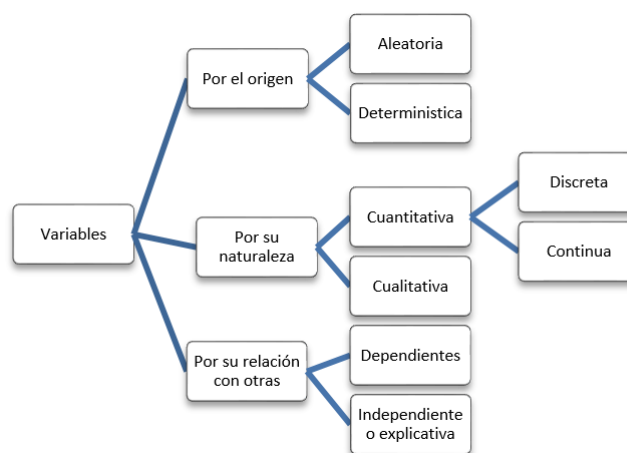 Variables
Por el origen
Aleatoria
Deterministica
Por su
naturaleza
Cuantitativa
Discreta
Continua
Cualitativa
Por su relación
con otras
Dependientes
Independiente
o explicativa